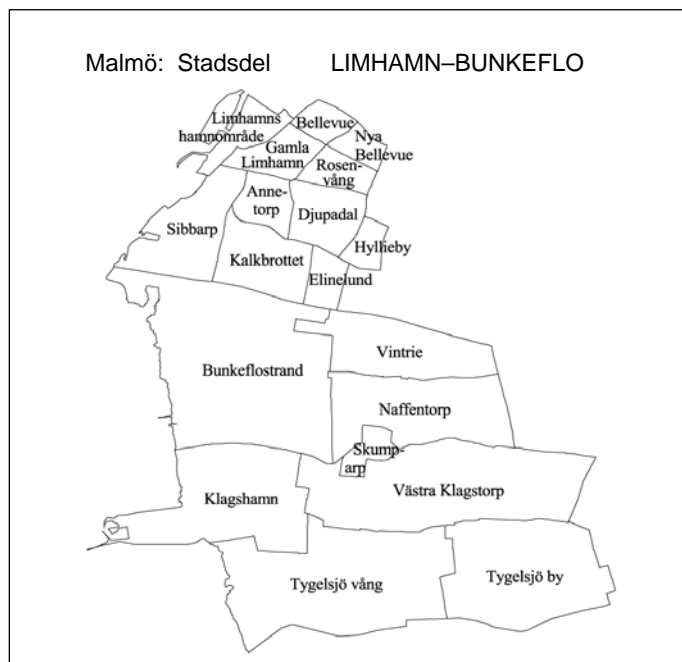 Malmö: Stadsdel LIMHAMN–BUNKEFLO
Limhamns
hamnområde
Bellevue
Nya
Bellevue
Gamla
Limhamn
Rosen-
vång
Anne-
torp
Djupadal
Sibbarp
Hyllieby
Kalkbrottet
Elinelund
Vintrie
Bunkeflostrand
Naffentorp
Skump-
arp
Klagshamn
Västra Klagstorp
Tygelsjö vång
Tygelsjö by